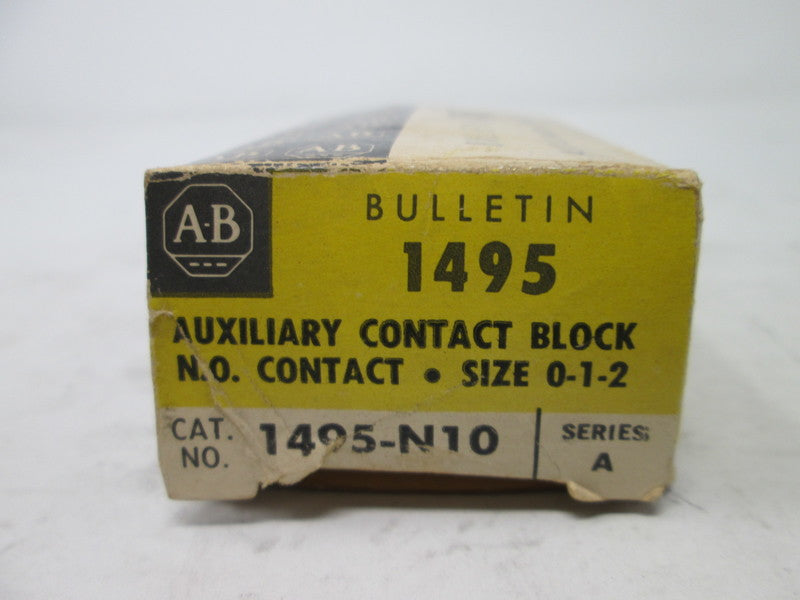 A-B
A-B
BULLETIN
1495
AUXILIARY CONTACT BLOCK
N.O. CONTACT • SIZE 0-1-2
CAT. NO. 1495-N10
SERIES A